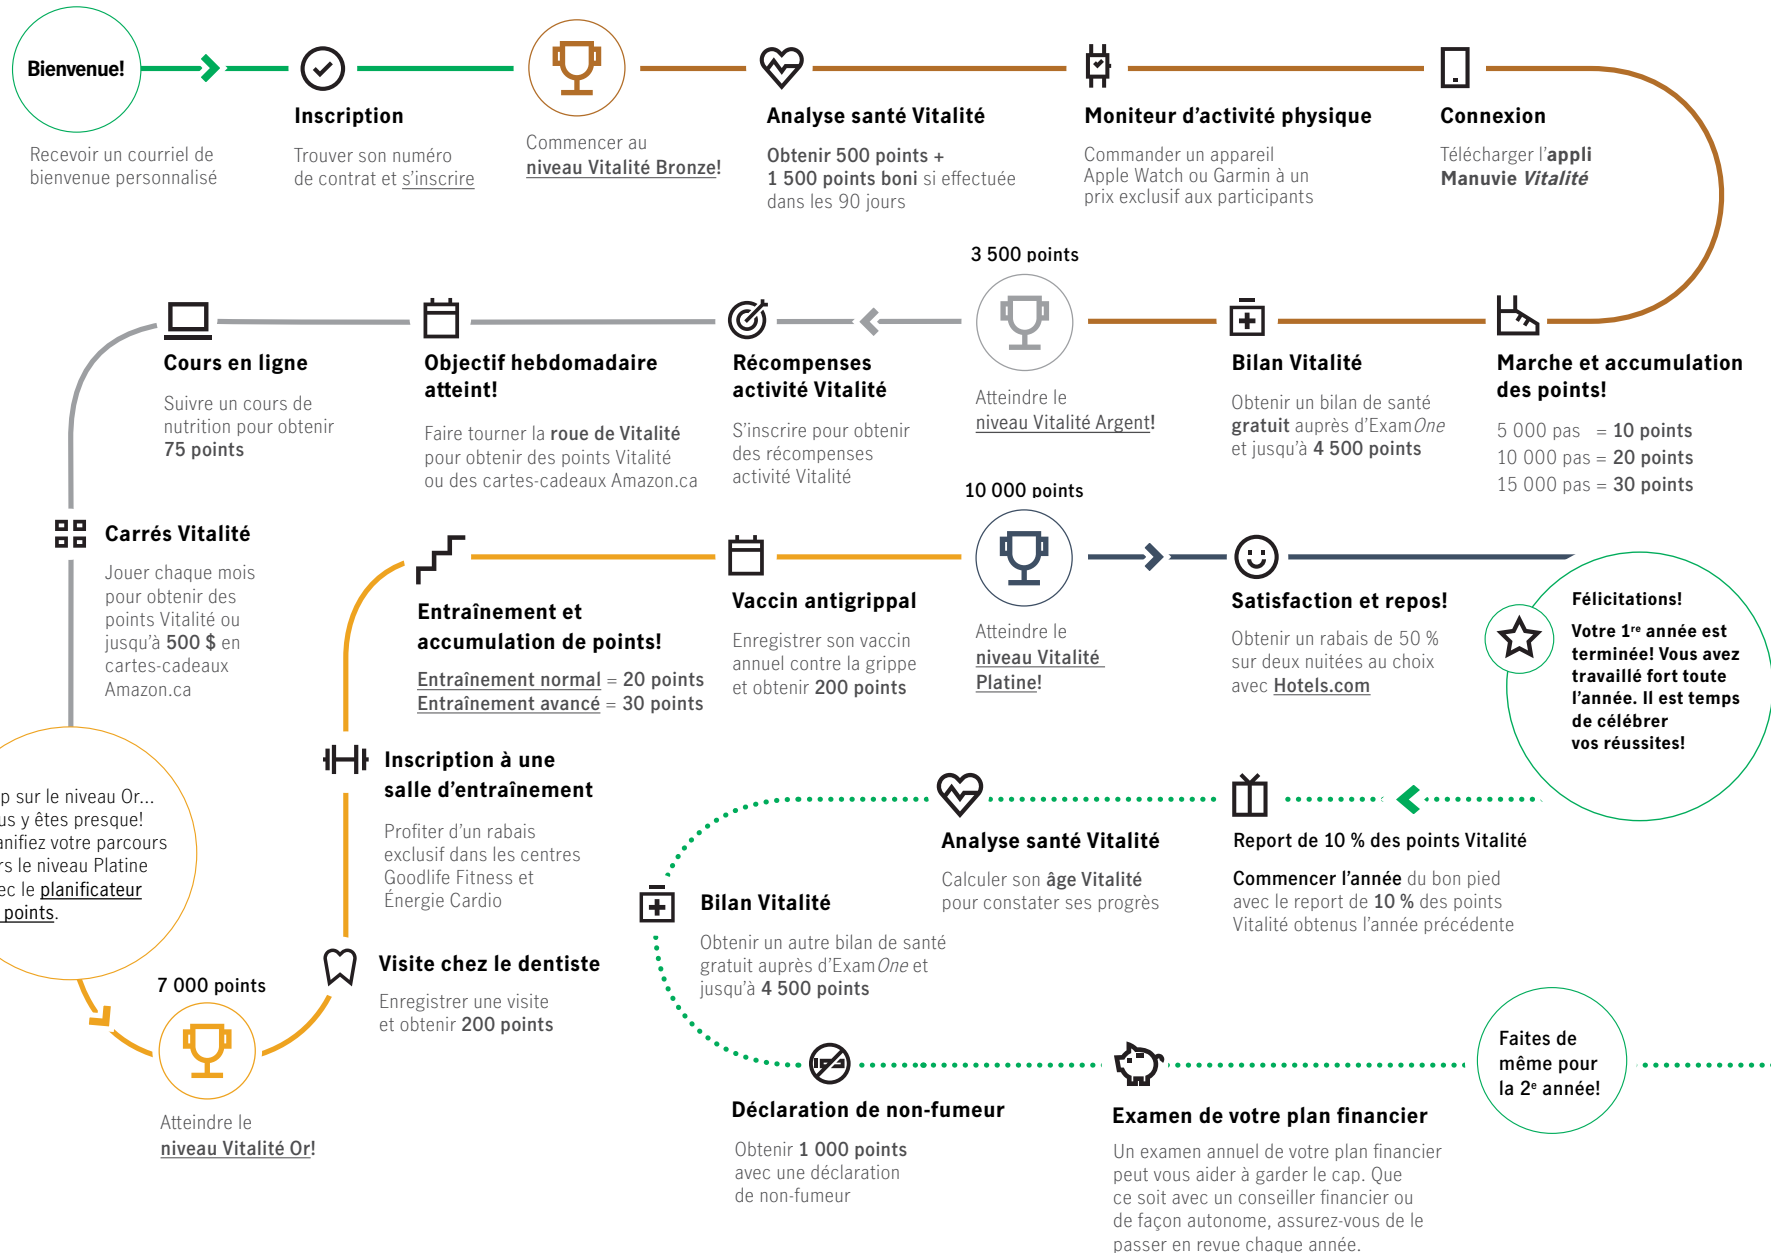 Bienvenue!
Recevoir un courriel de
bienvenue personnalisé
Inscription
Trouver son numéro
de contrat et s'inscrire
Commencer au
niveau Vitalité Bronze!
Analyse santé Vitalité
Obtenir 500 points +
1 500 points boni si effectuée
dans les 90 jours
Moniteur d'activité physique
Commander un appareil
Apple Watch ou Garmin à un
prix exclusif aux participants
Connexion
Télécharger l'appli
Manuvie Vitalité
Marche et accumulation
des points!
5 000 pas = 10 points
10 000 pas = 20 points
15 000 pas = 30 points
Bilan Vitalité
Obtenir un bilan de santé
gratuit auprès d'ExamOne
et jusqu'à 4 500 points
3 500 points
Atteindre le
niveau Vitalité Argent!
Récompenses
activité Vitalité
S'inscrire pour obtenir
des récompenses
activité Vitalité
Objectif hebdomadaire
atteint!
Faire tourner la roue de Vitalité
pour obtenir des points Vitalité
ou des cartes-cadeaux Amazon.ca
Cours en ligne
Suivre un cours de
nutrition pour obtenir
75 points
Carrés Vitalité
Jouer chaque mois
pour obtenir des
points Vitalité ou
jusqu'à 500 $ en
cartes-cadeaux
Amazon.ca
sur le niveau Or...
y êtes presque!
votre parcours
le niveau Platine
le planificateur
points.
7 000 points
Atteindre le
niveau Vitalité Or!
Visite chez le dentiste
Enregistrer une visite
et obtenir 200 points
Inscription à une
salle d'entraînement
Profiter d'un rabais
exclusif dans les centres
Goodlife Fitness et
Énergie Cardio
Entraînement et
accumulation de points!
Entraînement normal = 20 points
Entraînement avancé = 30 points
Vaccin antigrippal
Enregistrer son vaccin
annuel contre la grippe
et obtenir 200 points
10 000 points
Atteindre le
niveau Vitalité
Platine!
Satisfaction et repos!
Obtenir un rabais de 50 %
sur deux nuitées au choix
avec Hotels.com
Félicitations!
Votre 1re année est
terminée! Vous avez
travaillé fort toute
l'année. Il est temps
de célébrer
vos réussites!
Report de 10 % des points Vitalité
Commencer l'année du bon pied
avec le report de 10 % des points
Vitalité obtenus l'année précédente
Analyse santé Vitalité
Calculer son âge Vitalité
pour constater ses progrès
Bilan Vitalité
Obtenir un autre bilan de santé
gratuit auprès d'ExamOne et
jusqu'à 4 500 points
Déclaration de non-fumeur
Obtenir 1 000 points
avec une déclaration
de non-fumeur
Examen de votre plan financier
Un examen annuel de votre plan financier
peut vous aider à garder le cap. Que
ce soit avec un conseiller financier ou
de façon autonome, assurez-vous de le
passer en revue chaque année.
Faites de
même pour
la 2e année!